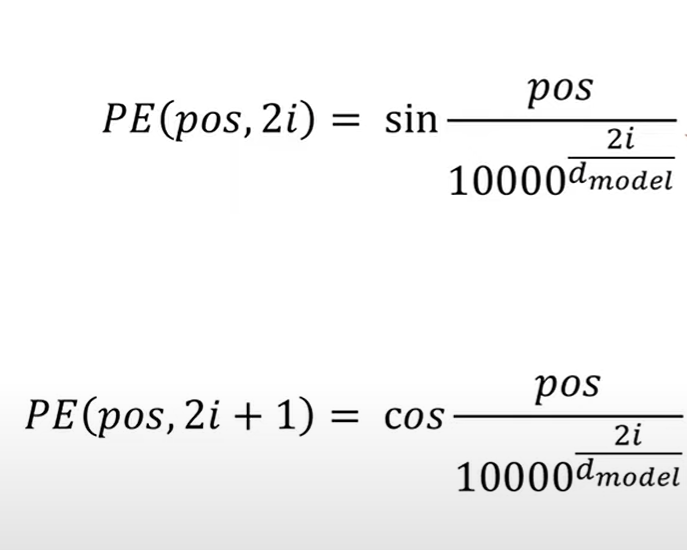 PE(pos, 2i) = sin pos / 10000^(2i / d_model)
PE(pos, 2i + 1) = cos pos / 10000^(2i / d_model)